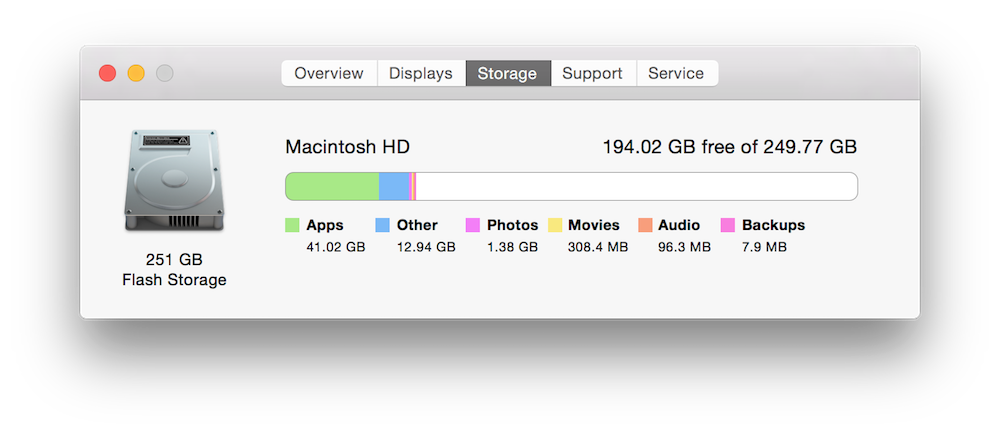 Overview Displays Storage Support Service
Macintosh HD 194.02 GB free of 249.77 GB
Apps Other Photos Movies Audio Backups
41.02 GB 12.94 GB 1.38 GB 308.4 MB 96.3 MB 7.9 MB
251 GB
Flash Storage